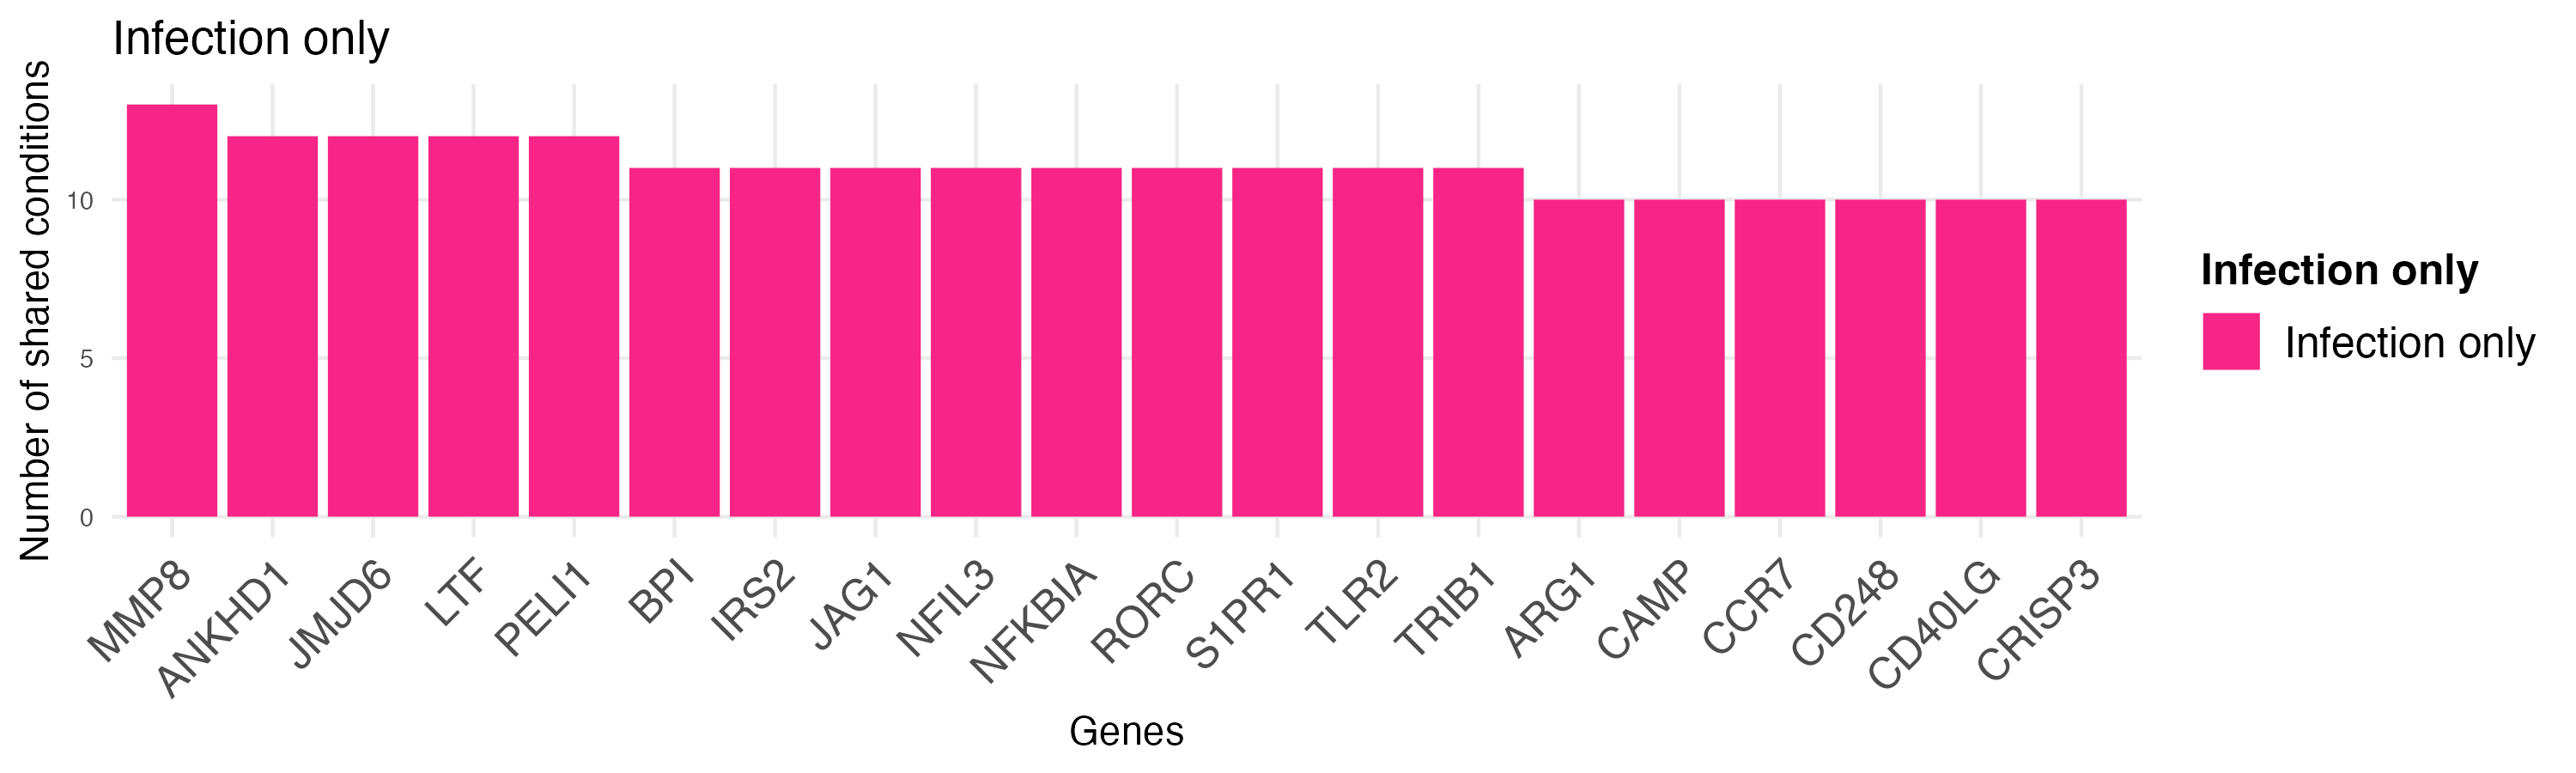 Infection only
Number of shared conditions
10
5
0
MMP8
ANKHD1
JMJD6
LTF
PELI1
BPI
IRS2
JAG1
NFIL3
NFKBIA
RORC
S1PR1
TLR2
TRIB1
ARG1
CAMP
CCR7
CD248
CD40LG
CRISP3
Genes
Infection only
Infection only